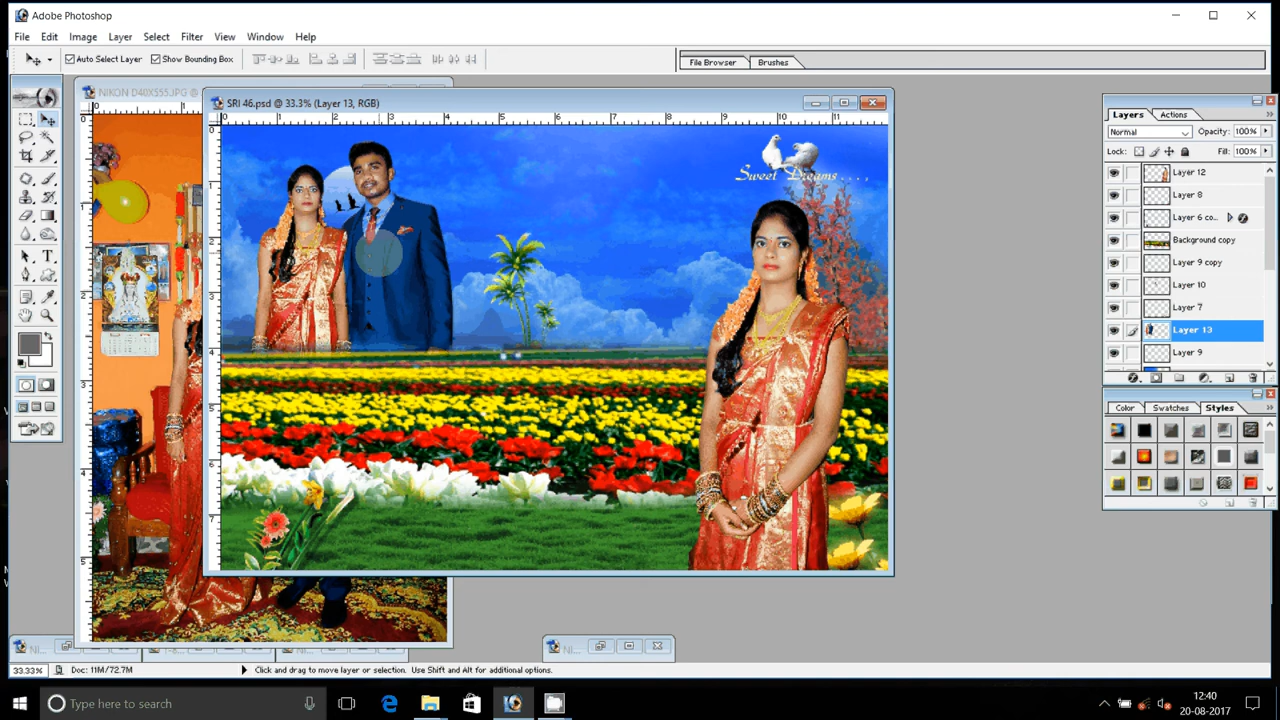 Adobe Photoshop
File Edit Image Layer Select Filter View Window Help
Auto Select Layer Show Bounding Box
File Browser Brushes
NIKON D40X555.JPG @
SRI 46.psd @ 33.3% (Layer 13, RGB)
Sweet Dreams....,
Layers Actions
Normal Opacity: 100%
Lock: Fill: 100%
Layer 12
Layer 8
Layer 6 co...
Background copy
Layer 9 copy
Layer 10
Layer 7
Layer 13
Layer 9
Color Swatches Styles
33.33% Doc: 11M/72.7M Click and drag to move layer or selection. Use Shift and Alt for additional options.
Type here to search
12:40
20-08-2017